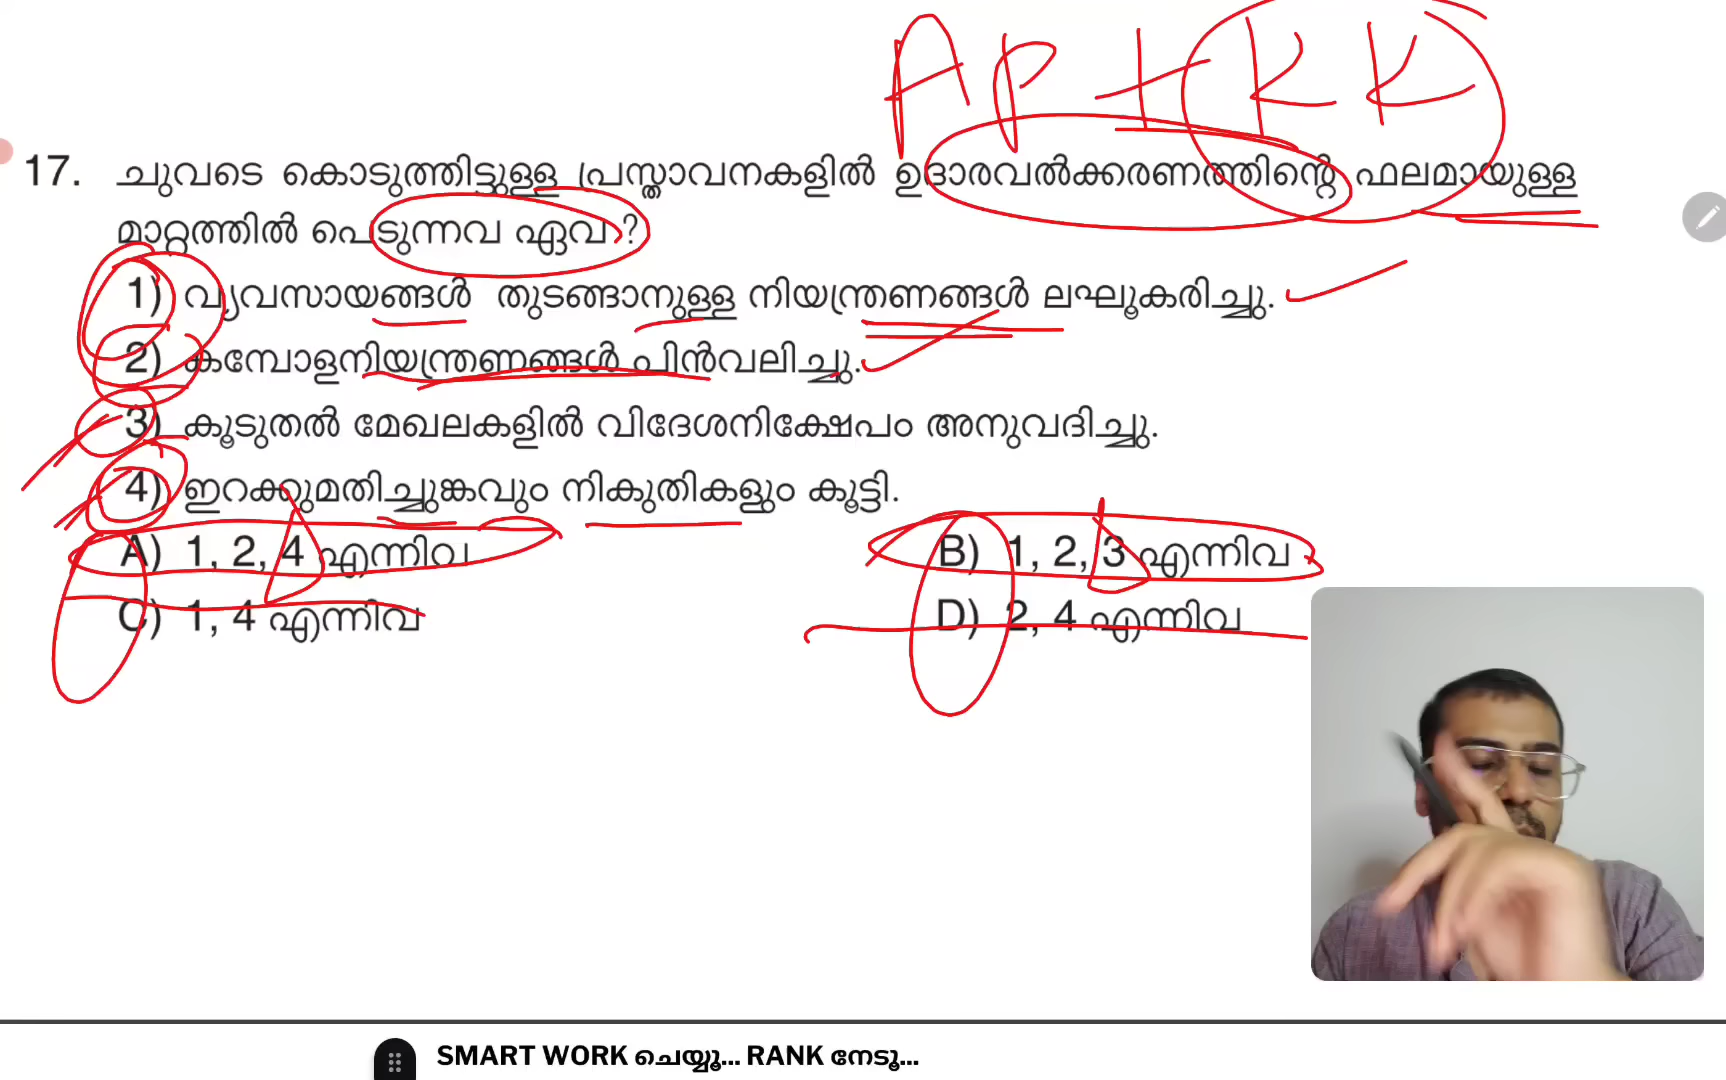 AP + KK
17. ചുവടെ കൊടുത്തിട്ടുള്ള പ്രസ്താവനകളിൽ ഉദാരവൽക്കരണത്തിന്റെ ഫലമായുള്ള
മാറ്റത്തിൽ പെടുന്നവ ഏവ ?
1) വ്യവസായങ്ങൾ തുടങ്ങാനുള്ള നിയന്ത്രണങ്ങൾ ലഘൂകരിച്ചു.
2) കമ്പോളനിയന്ത്രണങ്ങൾ പിൻവലിച്ചു.
3) കൂടുതൽ മേഖലകളിൽ വിദേശനിക്ഷേപം അനുവദിച്ചു.
4) ഇറക്കുമതിച്ചുങ്കവും നികുതികളും കൂട്ടി.
A) 1, 2, 4 എന്നിവ B) 1, 2, 3 എന്നിവ
C) 1, 4 എന്നിവ D) 2, 4 എന്നിവ
SMART WORK ചെയ്യൂ... RANK നേടൂ...